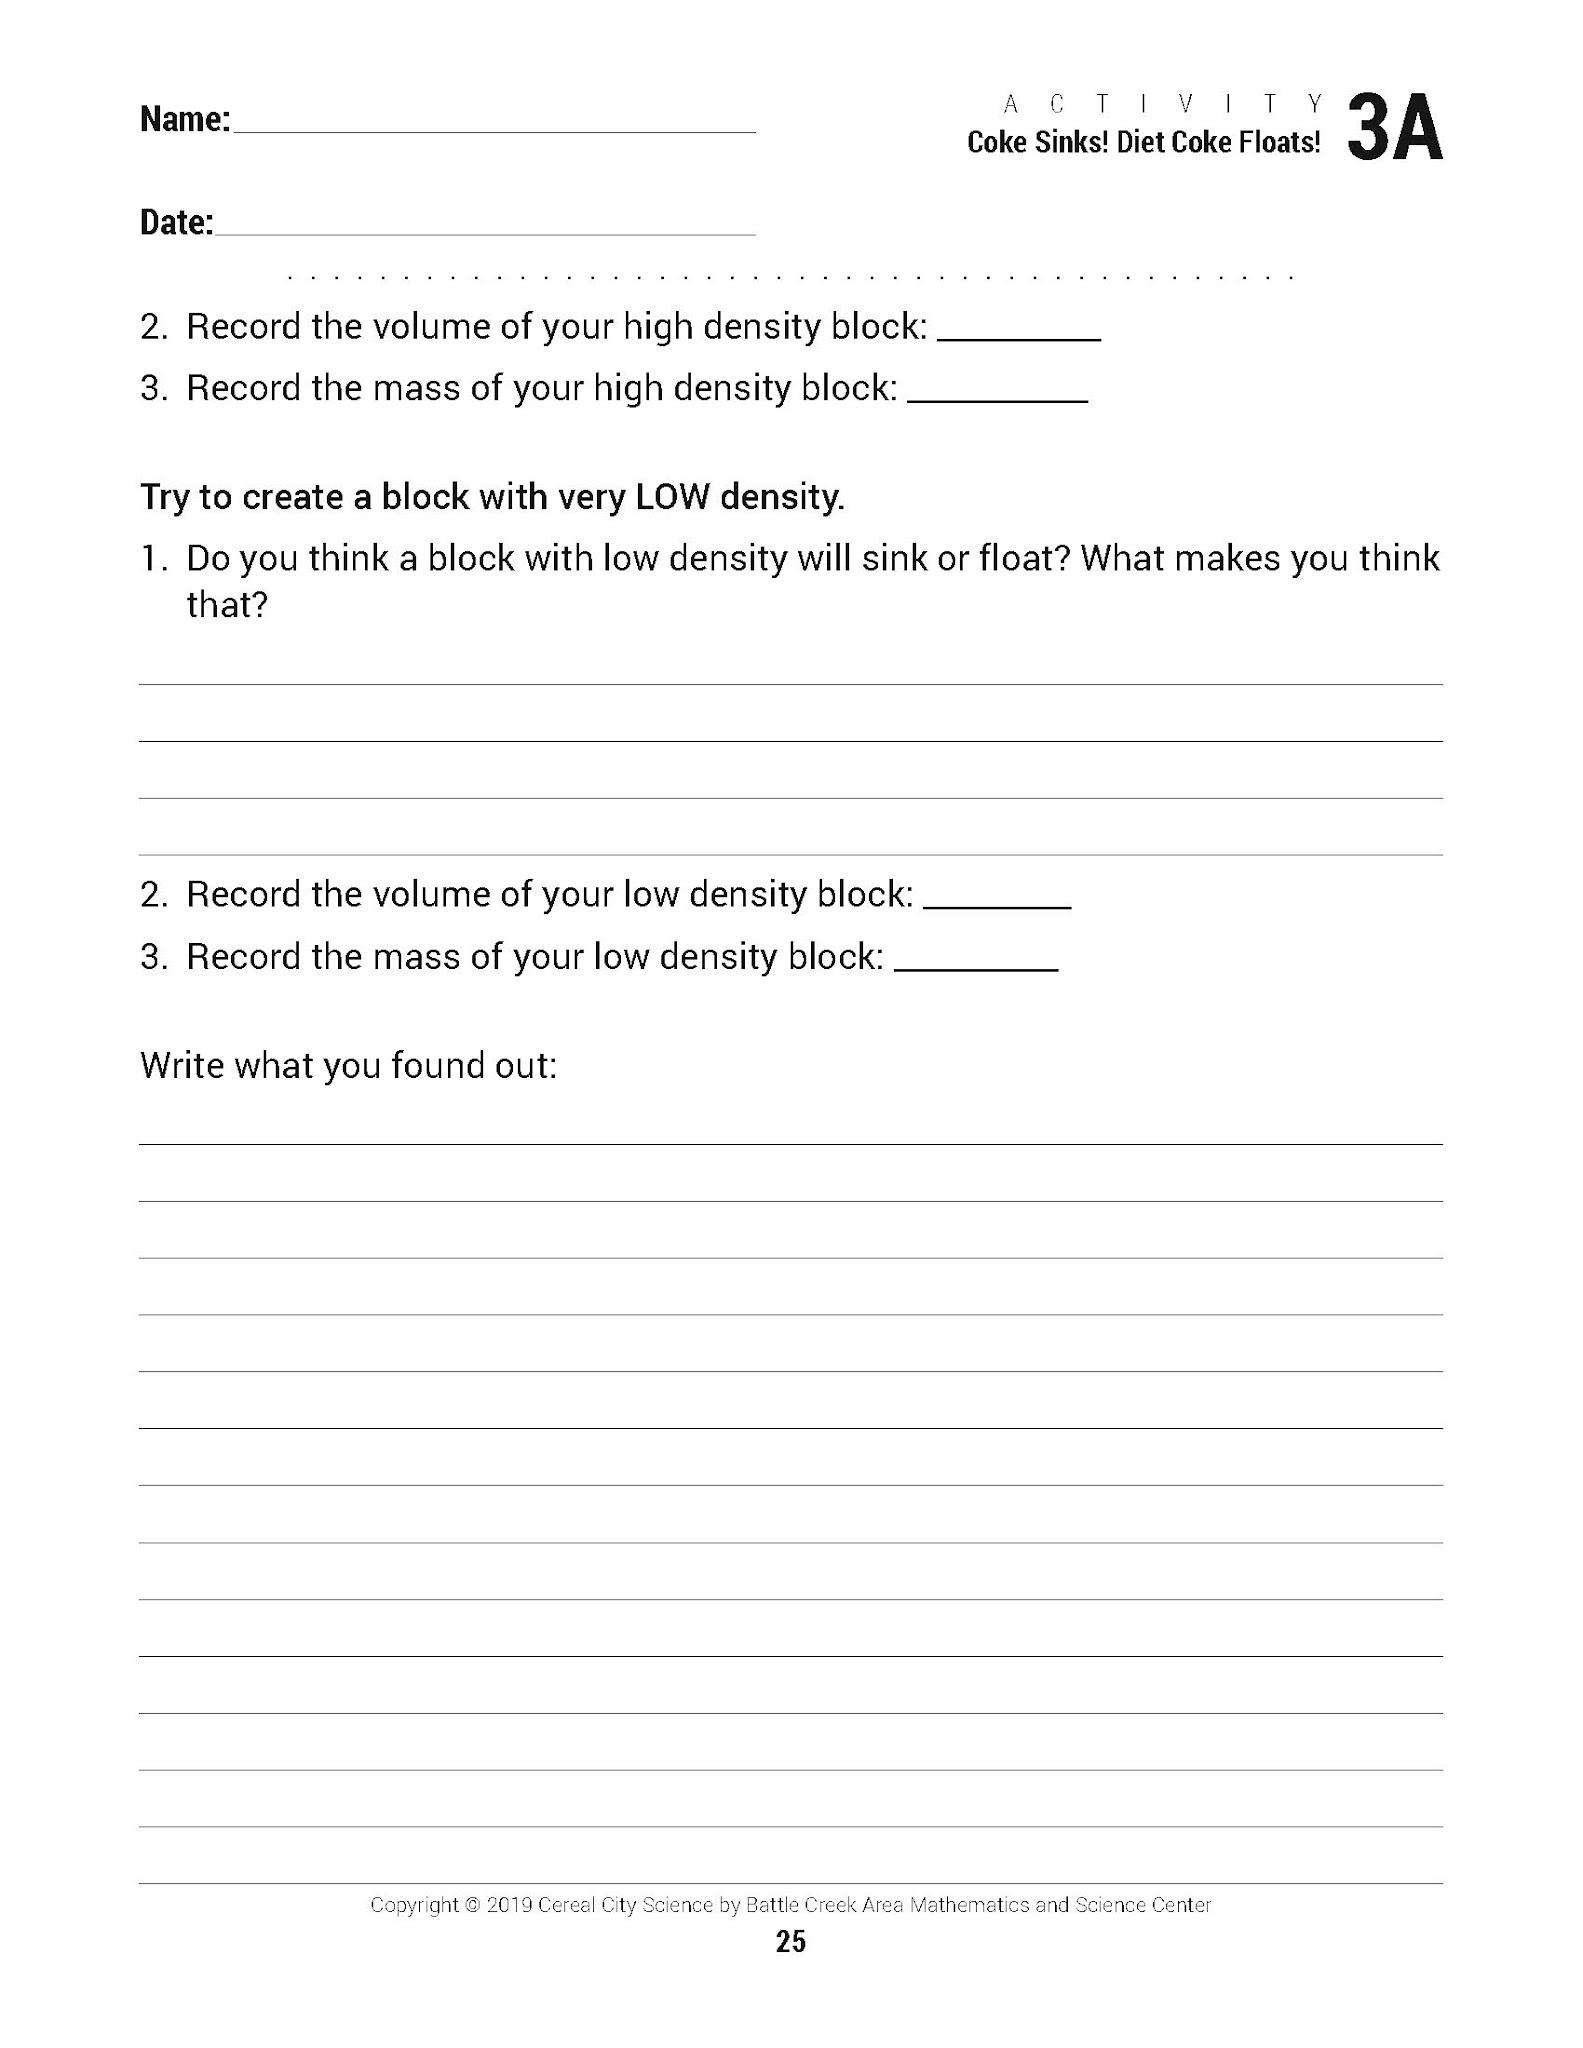 Name:
ACTIVITY
Coke Sinks! Diet Coke Floats!
3A
Date:
2. Record the volume of your high density block:
3. Record the mass of your high density block:
Try to create a block with very LOW density.
1. Do you think a block with low density will sink or float? What makes you think
that?
2. Record the volume of your low density block:
3. Record the mass of your low density block:
Write what you found out:
Copyright © 2019 Cereal City Science by Battle Creek Area Mathematics and Science Center
25